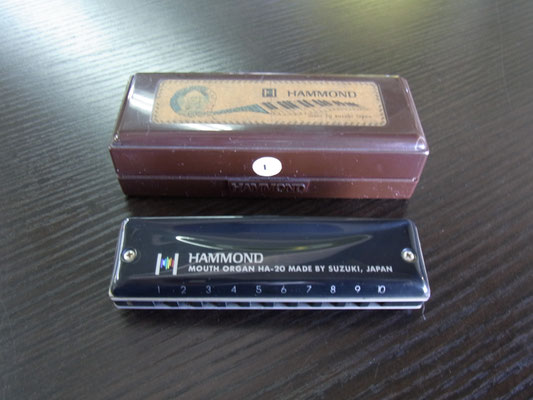 H HAMMOND
HAMMOND
HAMMOND
MOUTH ORGAN HA-20 MADE BY SUZUKI, JAPAN
1 2 3 4 5 6 7 8 9 10